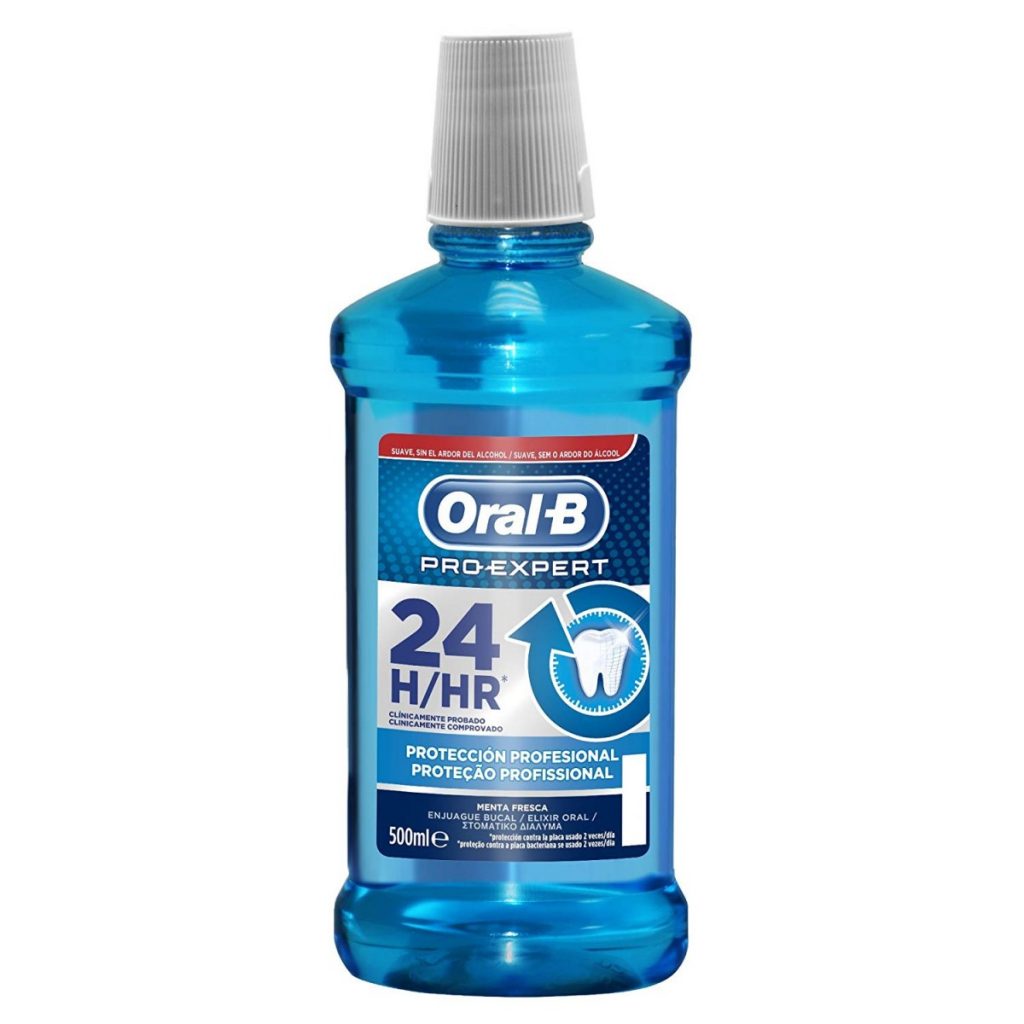 SUAVE, SIN EL ARDOR DEL ALCOHOL / SUAVE, SEM O ARDOR DO ÁLCOOL
Oral-B
PRO-EXPERT
24
H/HR*
CLÍNICAMENTE PROBADO
CLINICAMENTE COMPROVADO
PROTECCIÓN PROFESIONAL
PROTEÇÃO PROFISSIONAL
MENTA FRESCA
ENJUAGUE BUCAL / ELIXIR ORAL /
ΣΤΟΜΑΤΙΚΟ ΔΙΑΛΥΜΑ
500ml e
*protección contra la placa usado 2 veces/día
*proteção contra a placa bacteriana se usado 2 vezes/dia